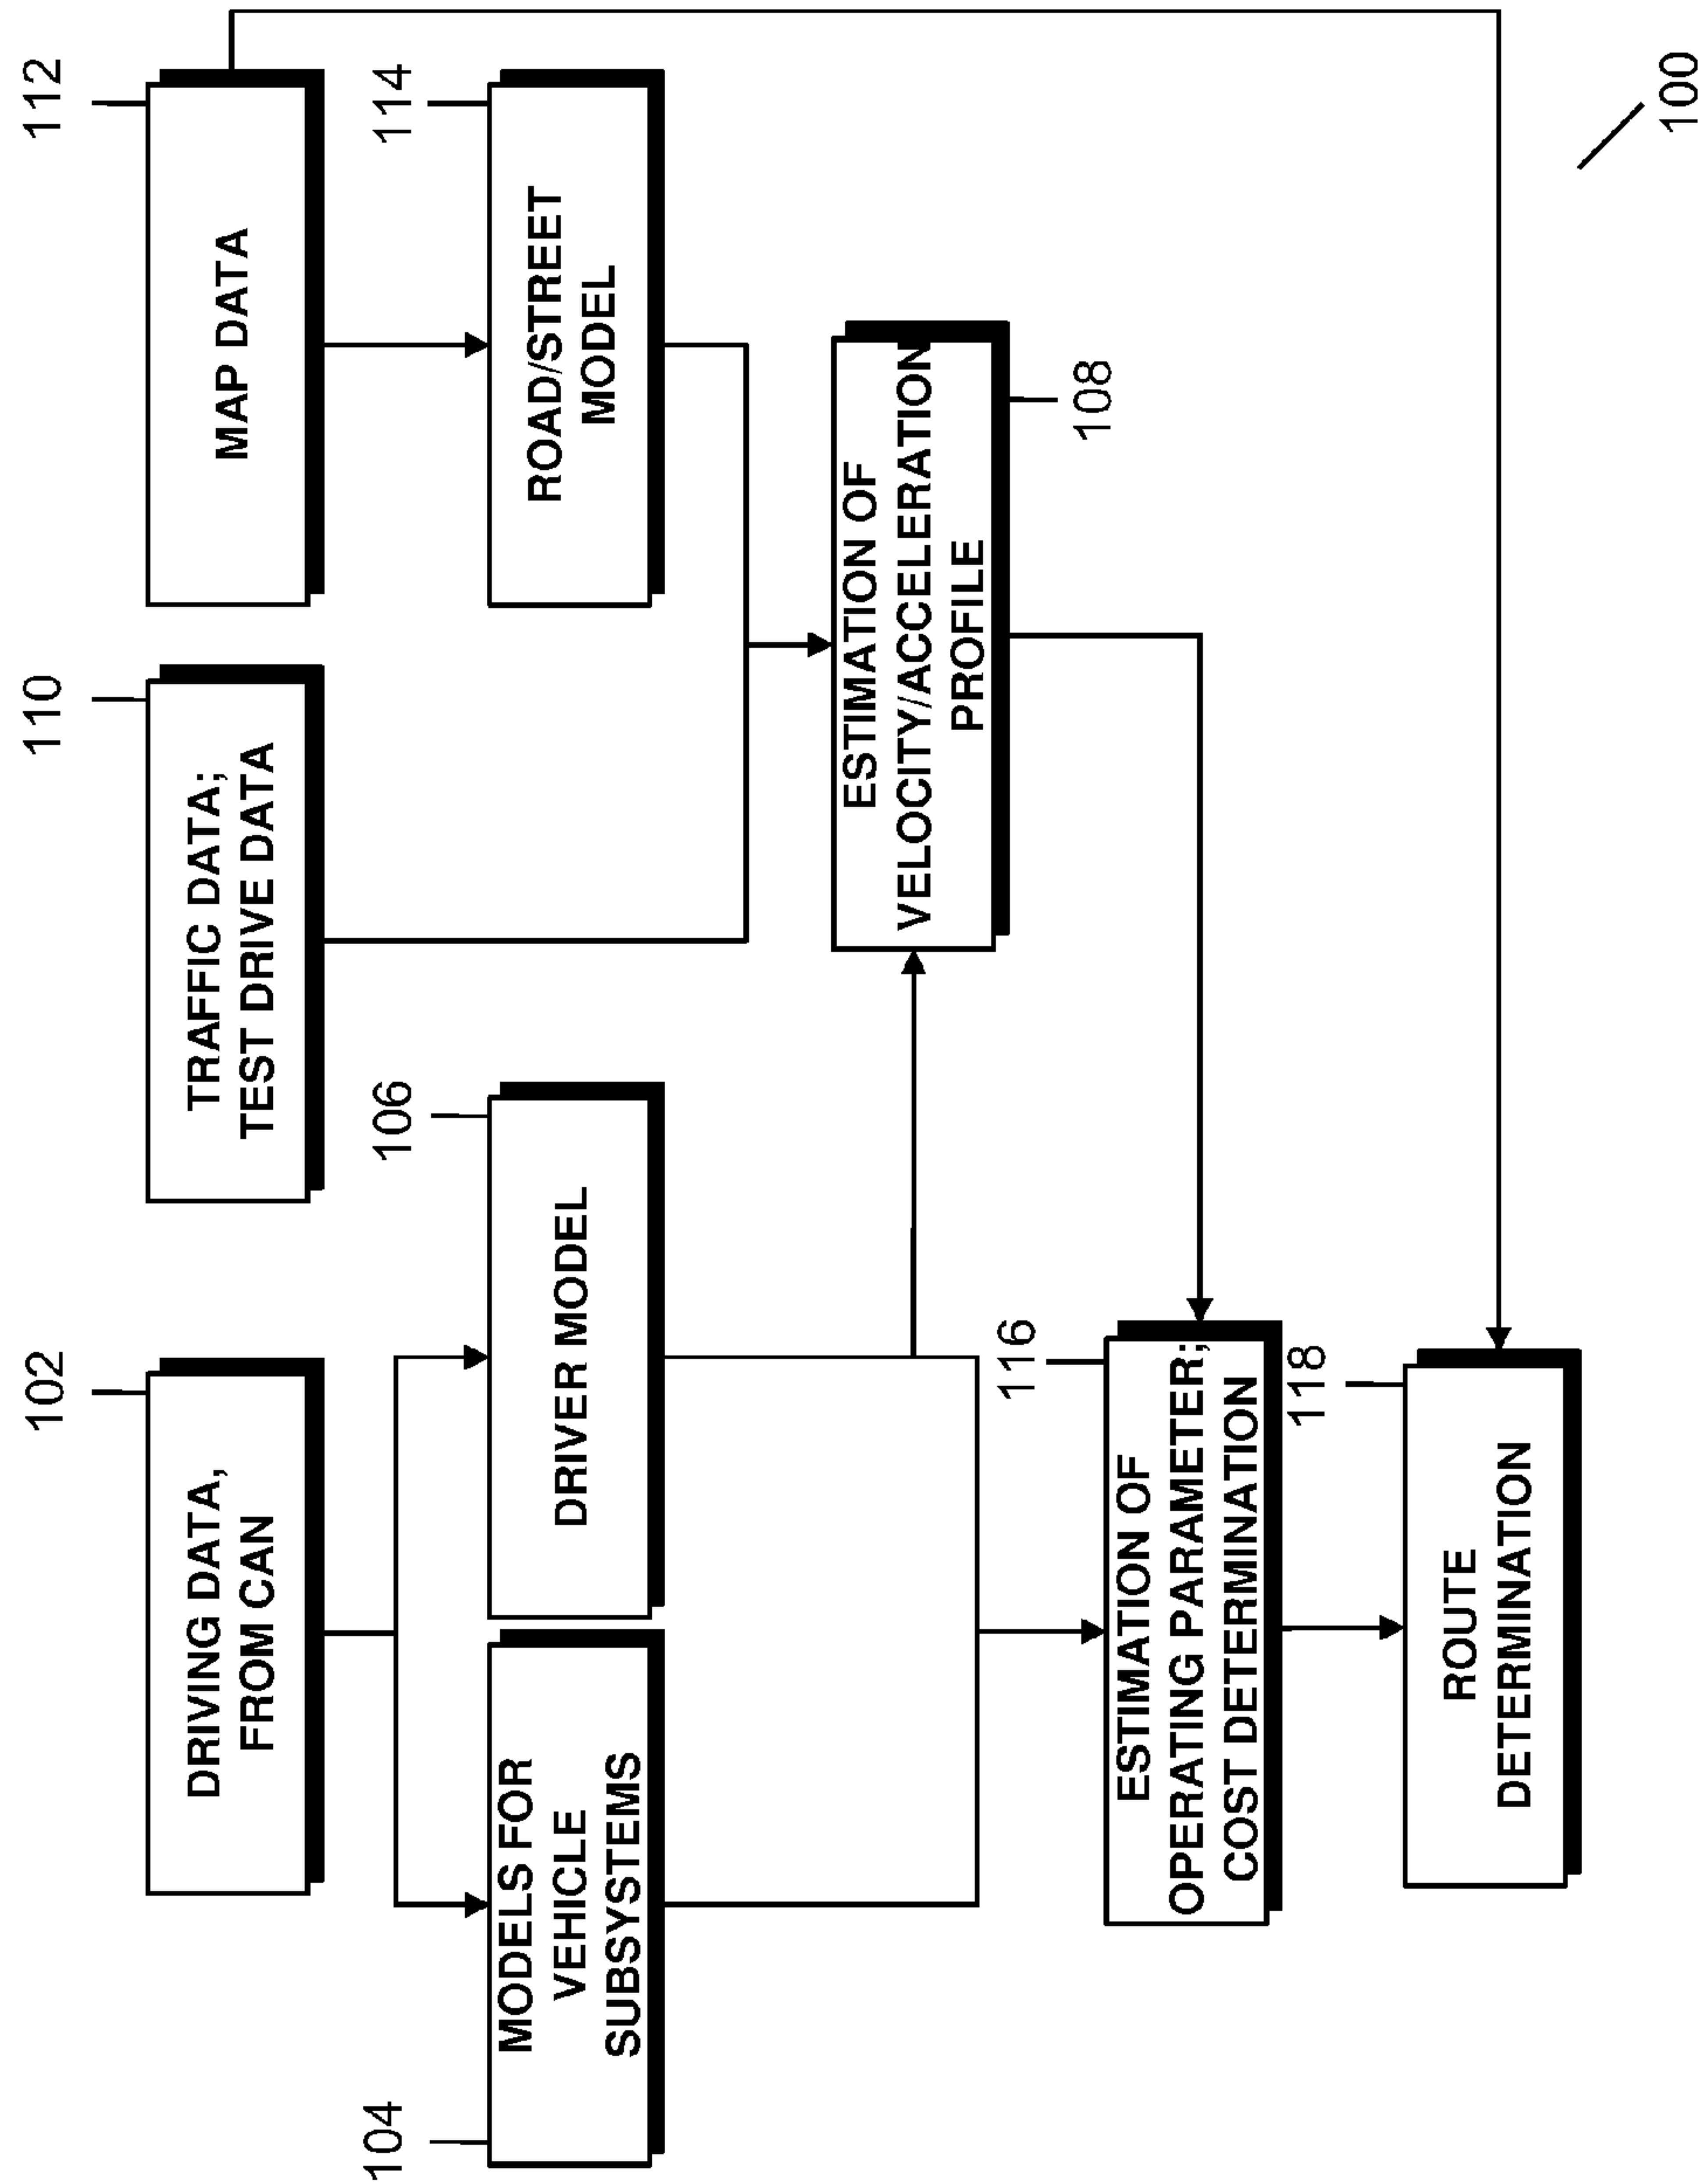 102
DRIVING DATA,
FROM CAN
110
TRAFFIC DATA;
TEST DRIVE DATA
112
MAP DATA
104
MODELS FOR
VEHICLE
SUBSYSTEMS
106
DRIVER MODEL
114
ROAD/STREET
MODEL
ESTIMATION OF
VELOCITY/ACCELERATION
PROFILE
108
116
ESTIMATION OF
OPERATING PARAMETER;
COST DETERMINATION
118
ROUTE
DETERMINATION
100